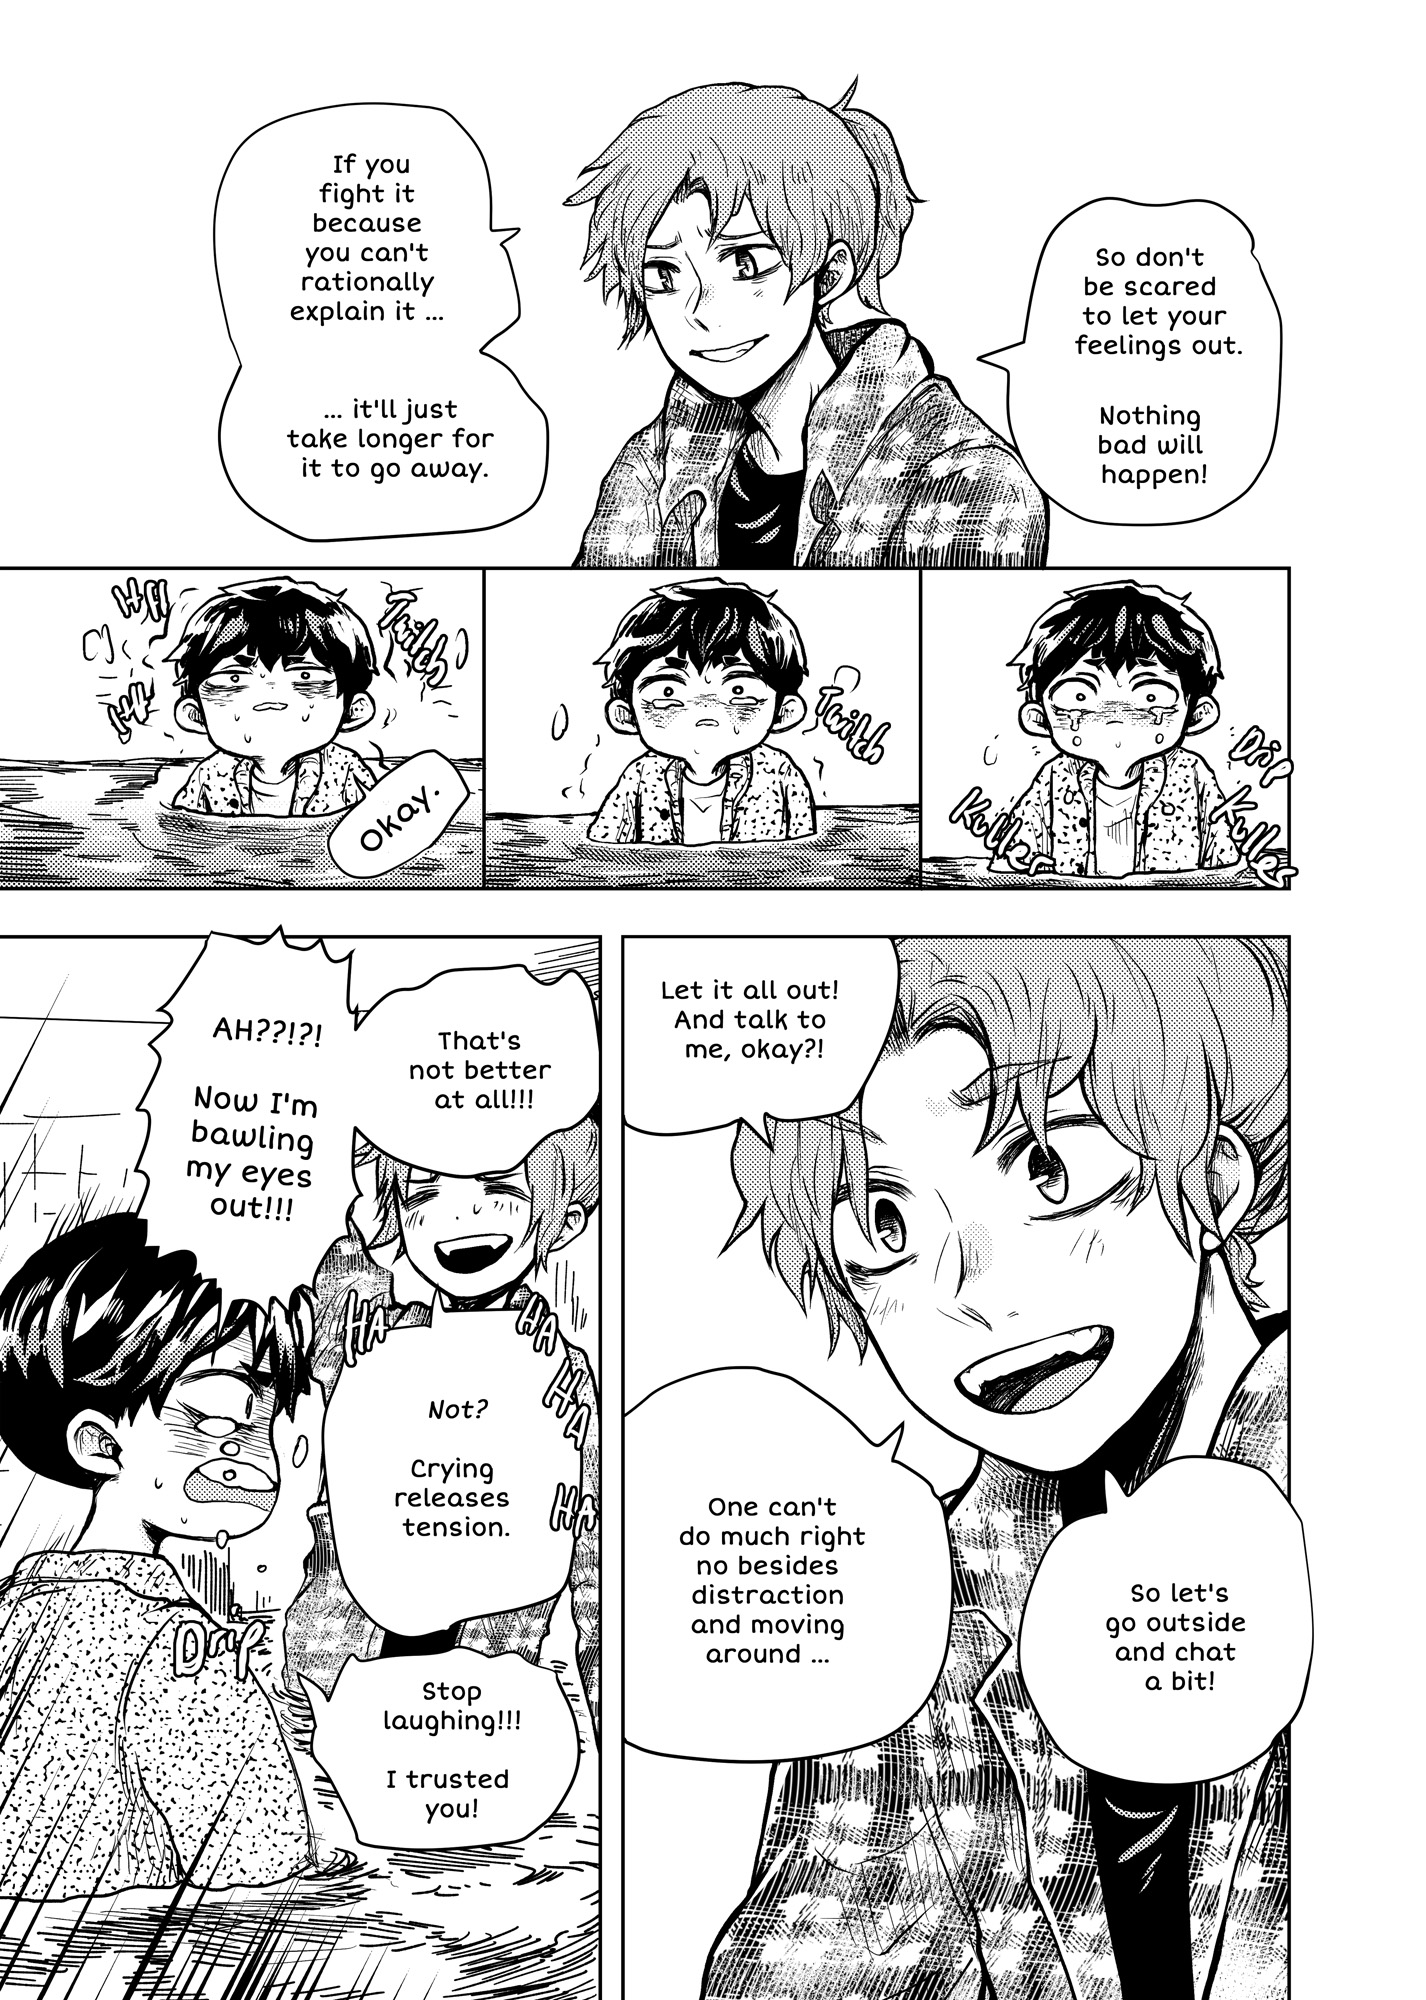 If you
fight it
because
you can't
rationally
explain it ...
... it'll just
take longer for
it to go away.
So don't
be scared
to let your
feelings out.
Nothing
bad will
happen!
Hff
Hff
Twitch
Okay.
Twitch
Kuller
Drip
Kuller
AH??!?!
Now I'm
bawling
my eyes
out!!!
That's
not better
at all!!!
HA
HA
HA
HA
Not?
Crying
releases
tension.
Drip
Stop
laughing!!!
I trusted
you!
Let it all out!
And talk to
me, okay?!
One can't
do much right
no besides
distraction
and moving
around ...
So let's
go outside
and chat
a bit!